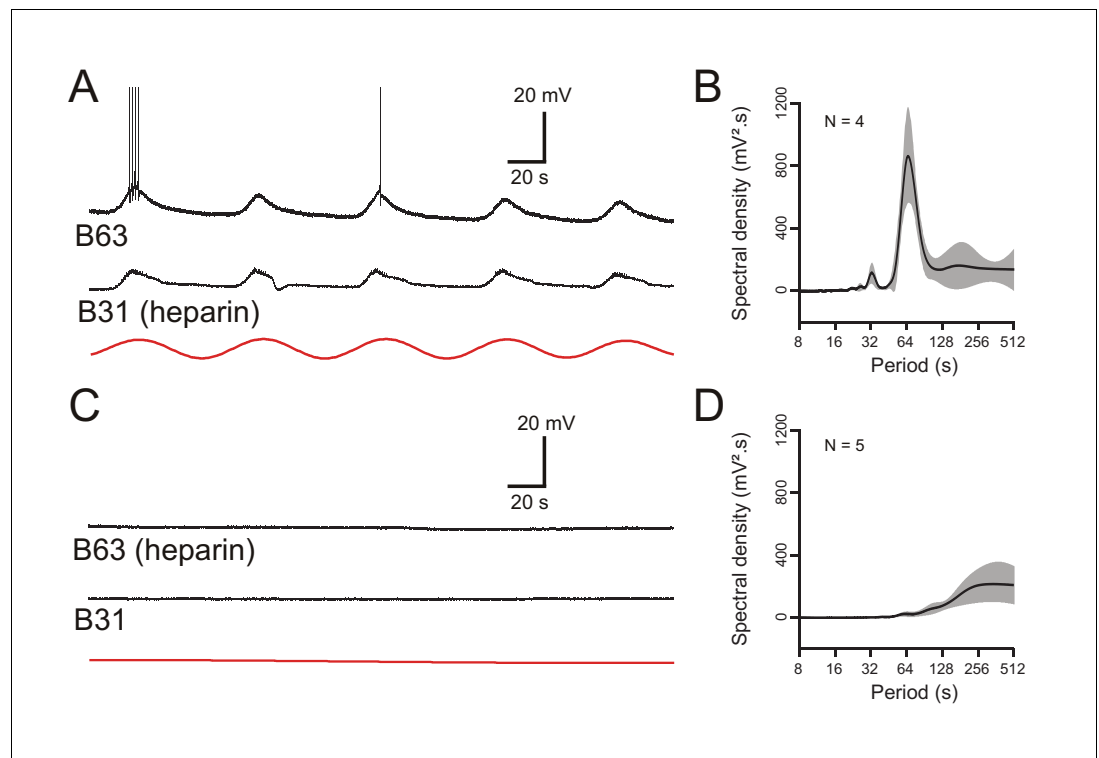 A
20 mV
20 s
B63
B31 (heparin)
B
N = 4
Spectral density (mV².s)
1200
800
400
0
8 16 32 64 128 256 512
Period (s)
C
20 mV
20 s
B63 (heparin)
B31
D
N = 5
Spectral density (mV².s)
1200
800
400
0
8 16 32 64 128 256 512
Period (s)